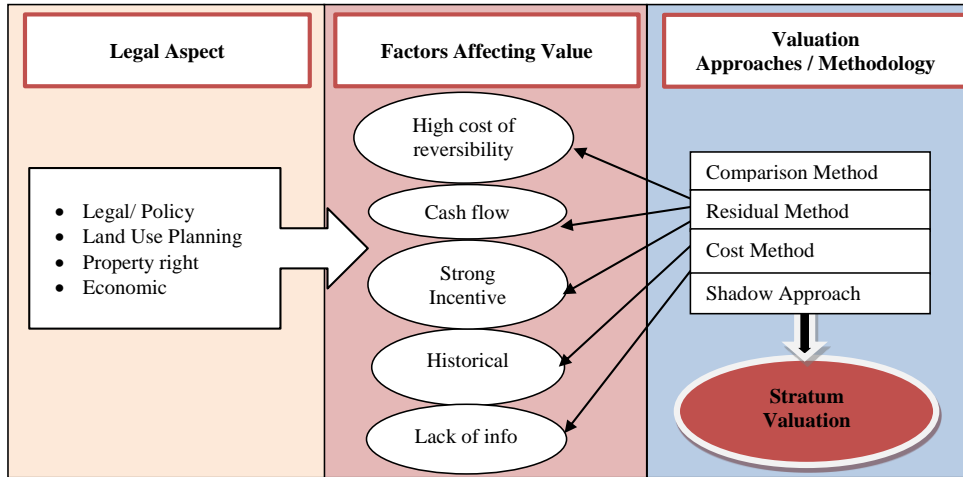 Legal Aspect
• Legal/ Policy
• Land Use Planning
• Property right
• Economic
Factors Affecting Value
High cost of
reversibility
Cash flow
Strong
Incentive
Historical
Lack of info
Valuation
Approaches / Methodology
Comparison Method
Residual Method
Cost Method
Shadow Approach
Stratum
Valuation